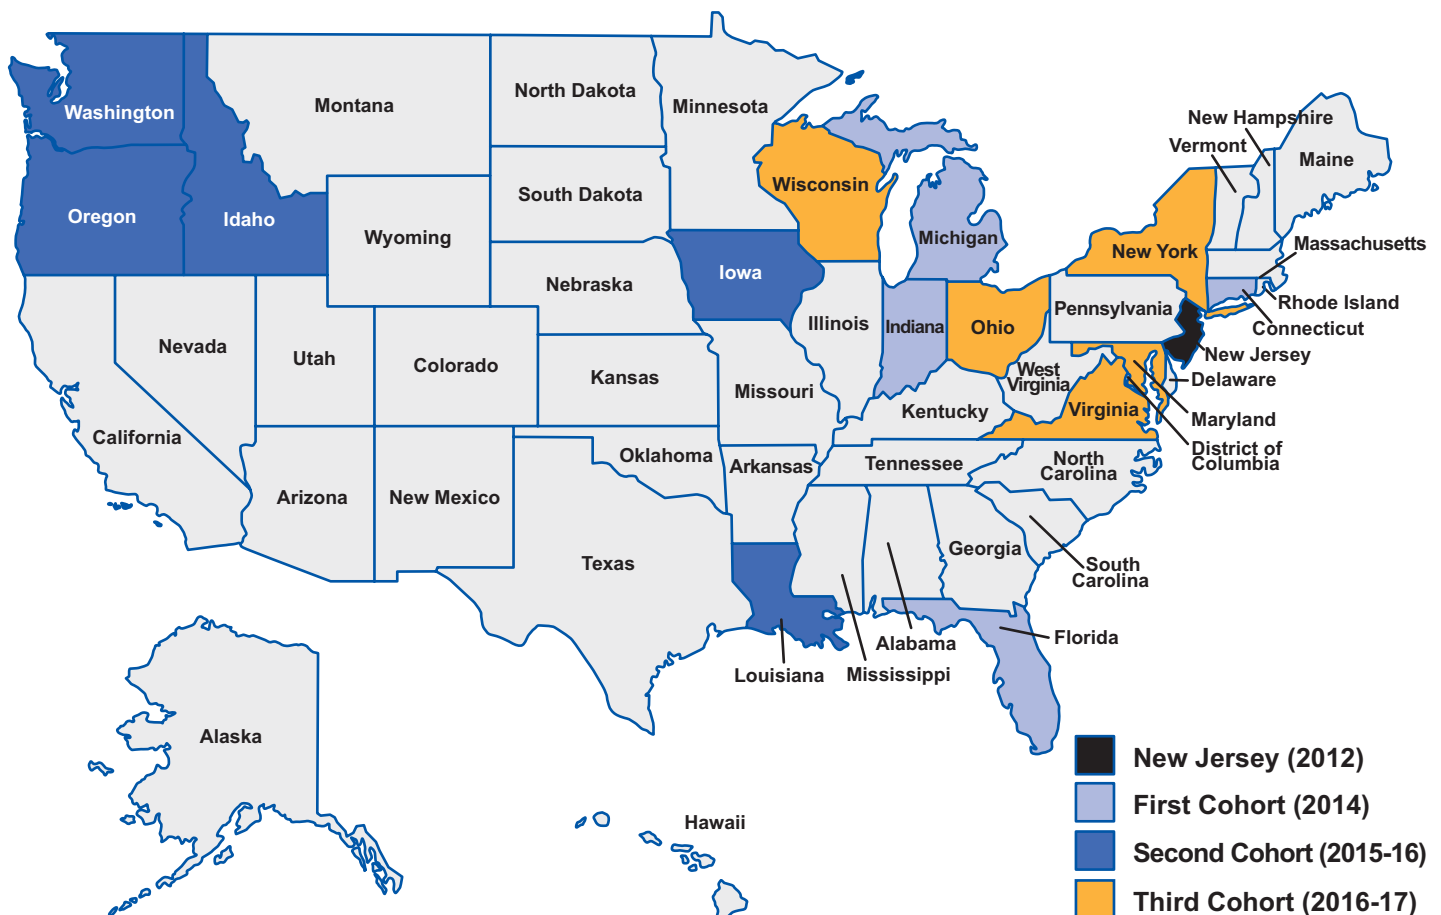 Washington
Montana
North Dakota
Minnesota
New Hampshire
Vermont
Maine
Oregon
Idaho
South Dakota
Wisconsin
Wyoming
Michigan
New York
Massachusetts
Iowa
Nebraska
Rhode Island
Pennsylvania
Connecticut
Illinois
Indiana
Ohio
Nevada
Utah
Colorado
New Jersey
Kansas
Missouri
West
Virginia
Delaware
California
Kentucky
Virginia
Maryland
District of
Columbia
Oklahoma
Arkansas
Tennessee
North
Carolina
Arizona
New Mexico
Texas
Georgia
South
Carolina
Alabama
Florida
Louisiana
Mississippi
Alaska
Hawaii
New Jersey (2012)
First Cohort (2014)
Second Cohort (2015-16)
Third Cohort (2016-17)